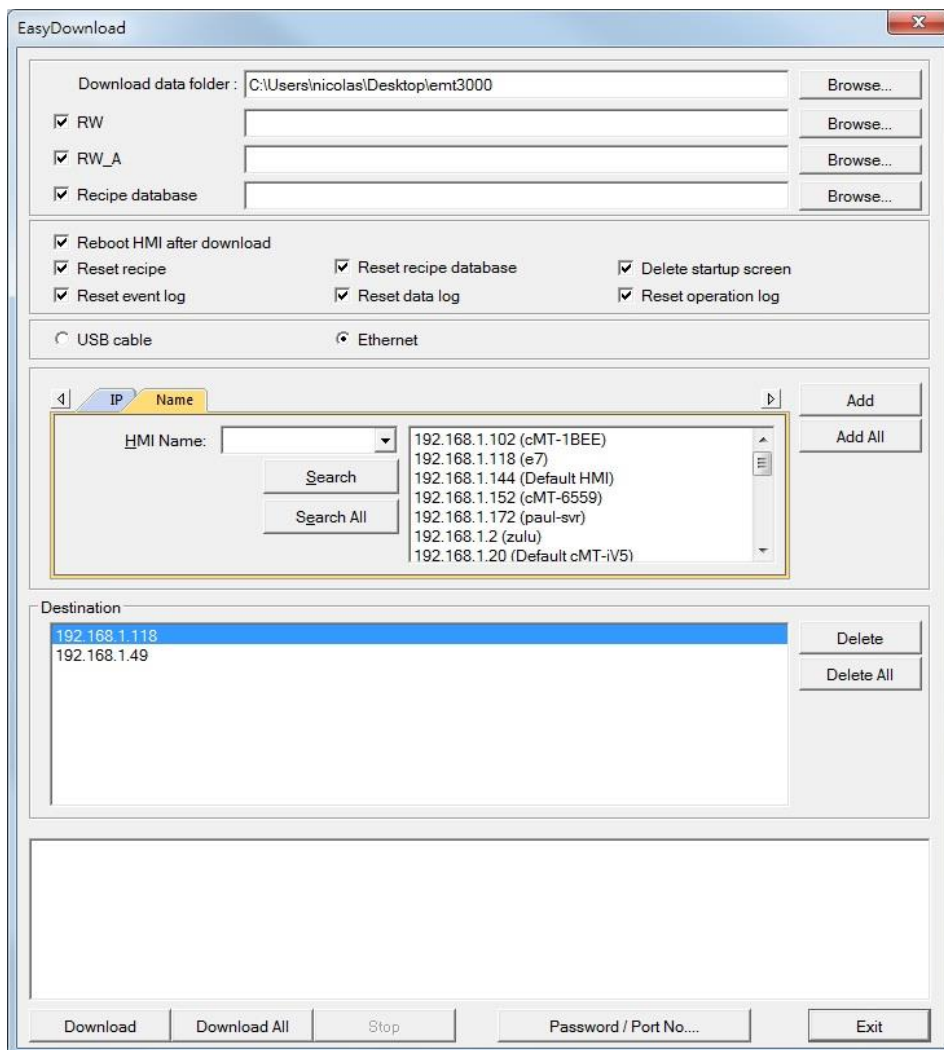 EasyDownload
Download data folder : C:\Users\nicolas\Desktop\emt3000 Browse...
RW Browse...
RW_A Browse...
Recipe database Browse...
Reboot HMI after download
Reset recipe Reset recipe database Delete startup screen
Reset event log Reset data log Reset operation log
USB cable Ethernet
IP Name Add
HMI Name: Add All
Search
Search All
192.168.1.102 (cMT-1BEE)
192.168.1.118 (e7)
192.168.1.144 (Default HMI)
192.168.1.152 (cMT-6559)
192.168.1.172 (paul-svr)
192.168.1.2 (zulu)
192.168.1.20 (Default cMT-iV5)
Destination
192.168.1.118 Delete
192.168.1.49
Delete All
Download Download All Stop Password / Port No.... Exit